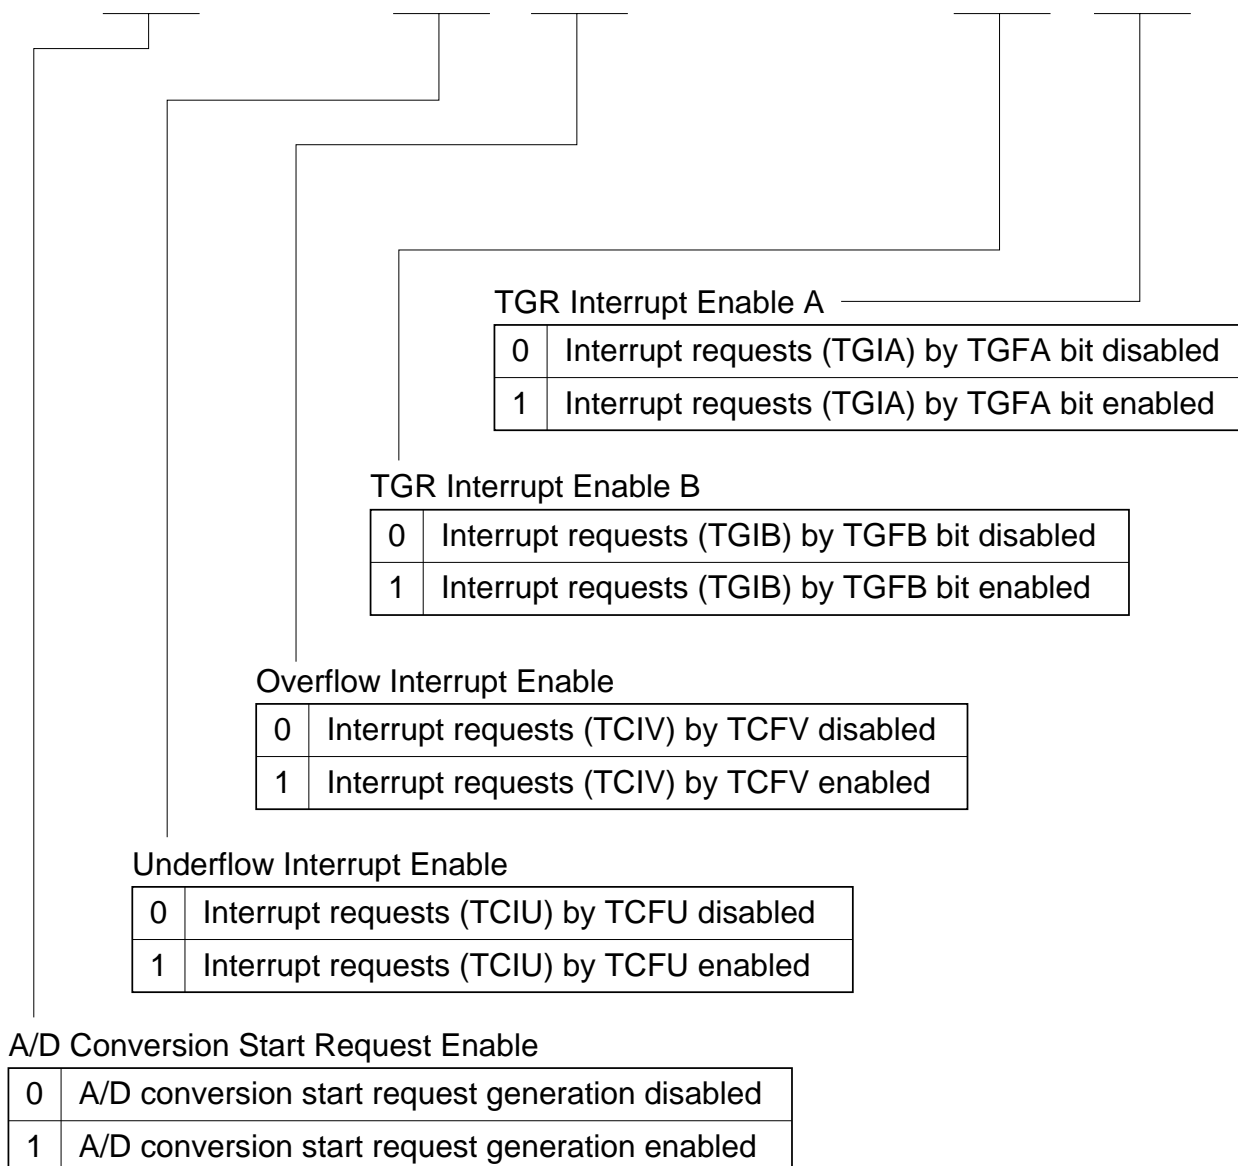 TGR Interrupt Enable A
0 Interrupt requests (TGIA) by TGFA bit disabled
1 Interrupt requests (TGIA) by TGFA bit enabled
TGR Interrupt Enable B
0 Interrupt requests (TGIB) by TGFB bit disabled
1 Interrupt requests (TGIB) by TGFB bit enabled
Overflow Interrupt Enable
0 Interrupt requests (TCIV) by TCFV disabled
1 Interrupt requests (TCIV) by TCFV enabled
Underflow Interrupt Enable
0 Interrupt requests (TCIU) by TCFU disabled
1 Interrupt requests (TCIU) by TCFU enabled
A/D Conversion Start Request Enable
0 A/D conversion start request generation disabled
1 A/D conversion start request generation enabled